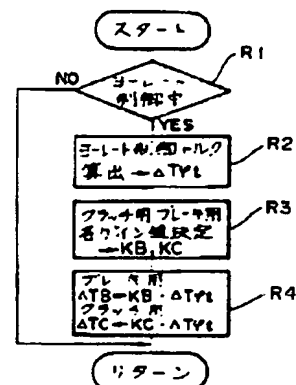 スタート
R1
NO
ヨーレート
制御中
YES
ヨーレート制御トルク
R2
算出→ΔTYt
クラッチ用ブレーキ用
R3
各ゲイン値決定
→KB,KC
ブレーキ用
ΔTB=KB・ΔTYt
R4
クラッチ用
ΔTC=KC・ΔTYt
リターン